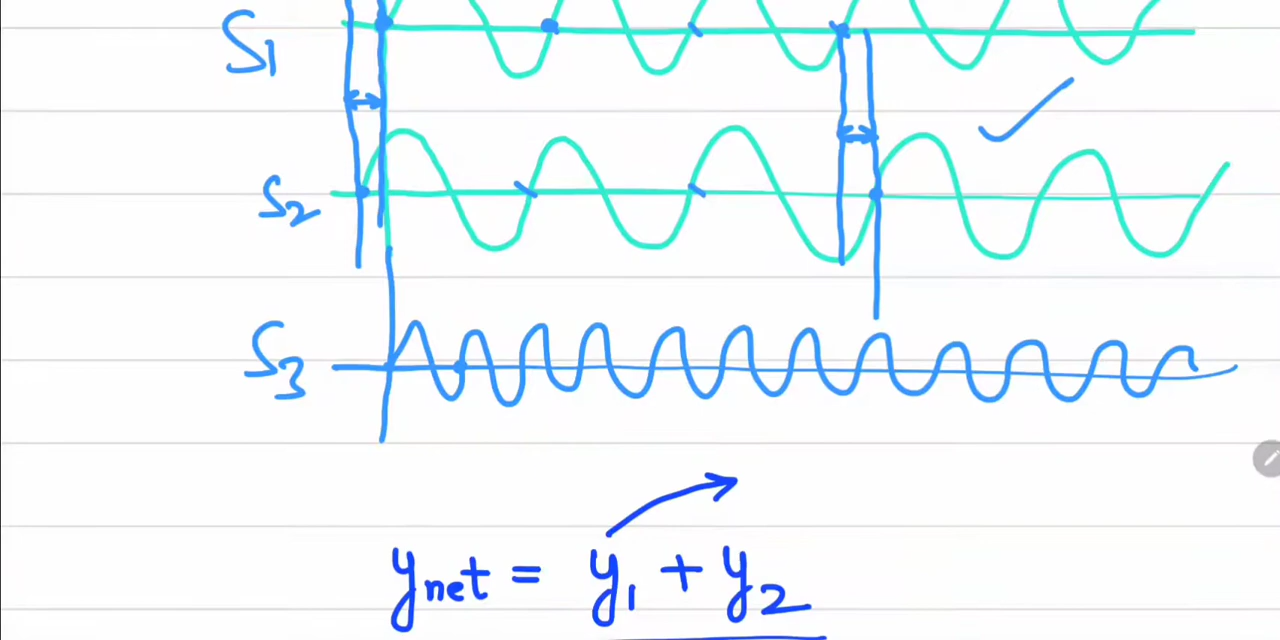 S1
S2
S3
ynet = y1 + y2